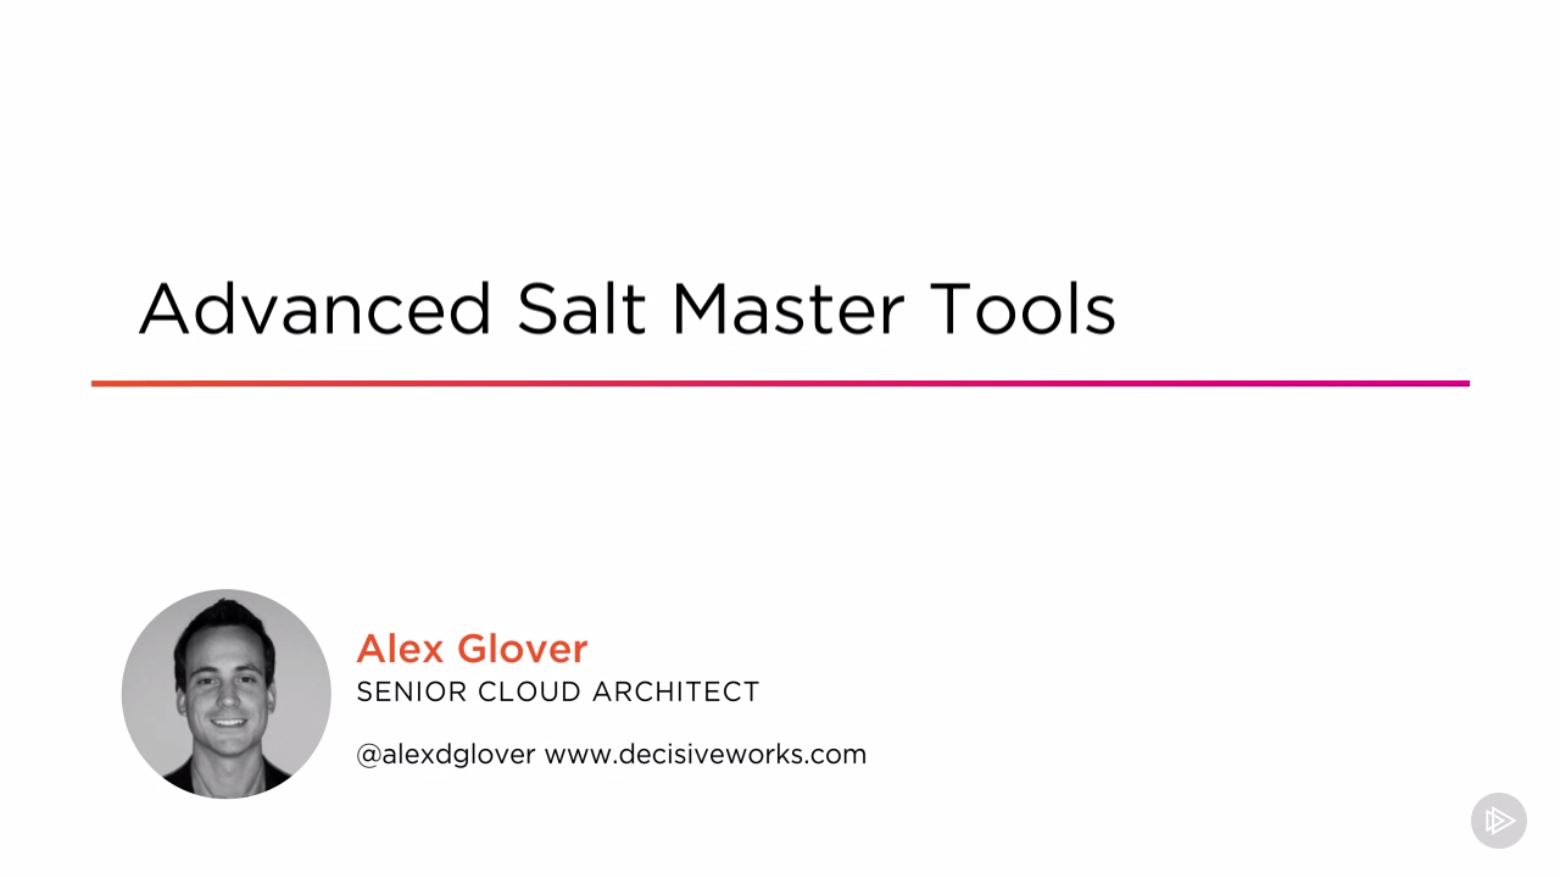 Advanced Salt Master Tools
Alex Glover
SENIOR CLOUD ARCHITECT
@alexdglover www.decisiveworks.com